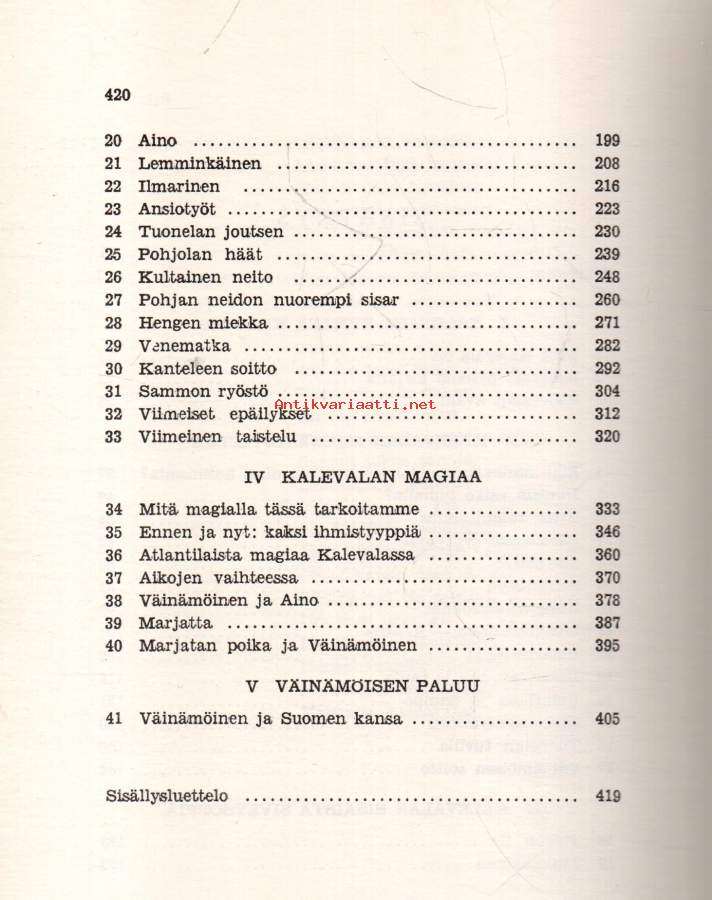 420
20 Aino ............................................... 199
21 Lemminkäinen ..................................... 208
22 Ilmarinen ......................................... 216
23 Ansiotyöt ........................................... 223
24 Tuonelan joutsen ................................... 230
25 Pohjolan häät ..................................... 239
26 Kultainen neito ................................... 248
27 Pohjan neidon nuorempi sisar .................... 260
28 Hengen miekka ..................................... 271
29 Venematka .......................................... 282
30 Kanteleen soitto ................................... 292
31 Sammon ryöstö ..................................... 304
Antikvariaatti.net
32 Viimeiset epäilykset ............................... 312
33 Viimeinen taistelu ................................. 320
IV KALEVALAN MAGIAA
34 Mitä magialla tässä tarkoitamme .................. 333
35 Ennen ja nyt: kaksi ihmistyyppiä .................. 346
36 Atlantilaista magiaa Kalevalassa .................... 360
37 Aikojen vaihteessa ................................. 370
38 Väinämöinen ja Aino ............................... 378
39 Marjatta ........................................... 387
40 Marjatan poika ja Väinämöinen .................. 395
V VÄINÄMÖISEN PALUU
41 Väinämöinen ja Suomen kansa .................... 405
Sisällysluettelo ......................................... 419